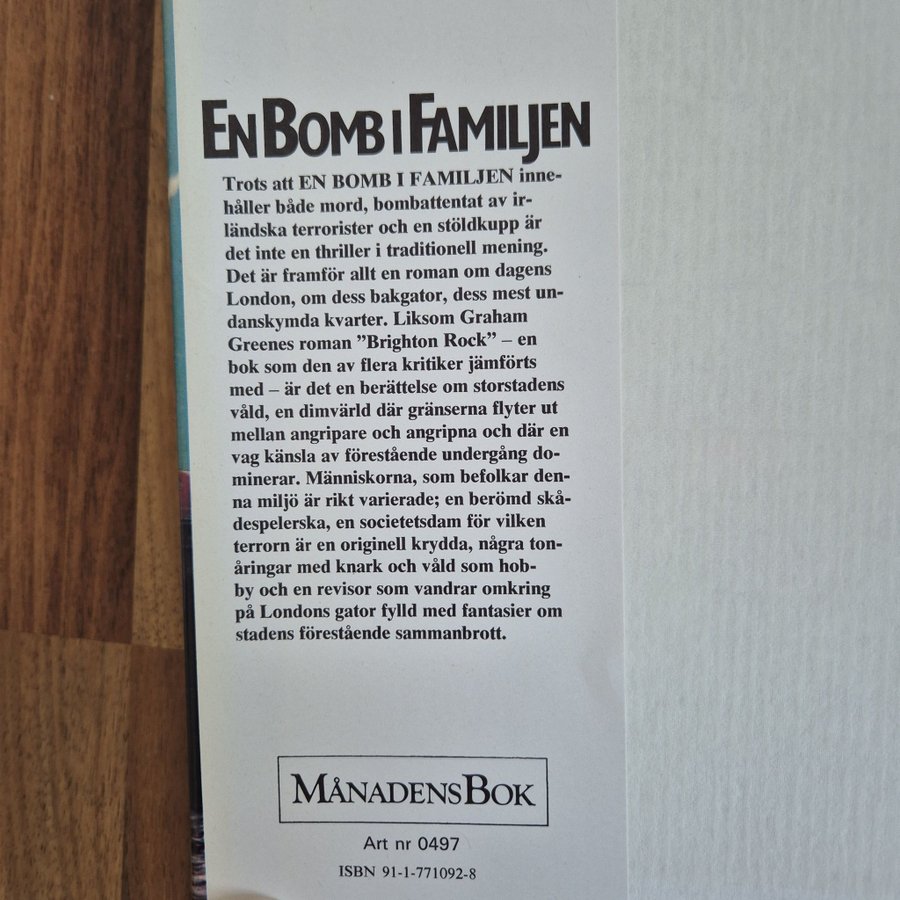 EN BOMB I FAMILJEN
Trots att EN BOMB I FAMILJEN inne-
håller både mord, bombattentat av ir-
ländska terrorister och en stöldkupp är
det inte en thriller i traditionell mening.
Det är framför allt en roman om dagens
London, om dess bakgator, dess mest un-
danskymda kvarter. Liksom Graham
Greenes roman ”Brighton Rock” – en
bok som den av flera kritiker jämförts
med – är det en berättelse om storstadens
våld, en dimvärld där gränserna flyter ut
mellan angripare och angripna och där en
vag känsla av förestående undergång do-
minerar. Människorna, som befolkar den-
na miljö är rikt varierade; en berömd skå-
despelerska, en societetsdam för vilken
terrorn är en originell krydda, några ton-
åringar med knark och våld som hob-
by och en revisor som vandrar omkring
på Londons gator fylld med fantasier om
stadens förestående sammanbrott.
MÅNADENSBOK
Art nr 0497
ISBN 91-1-771092-8